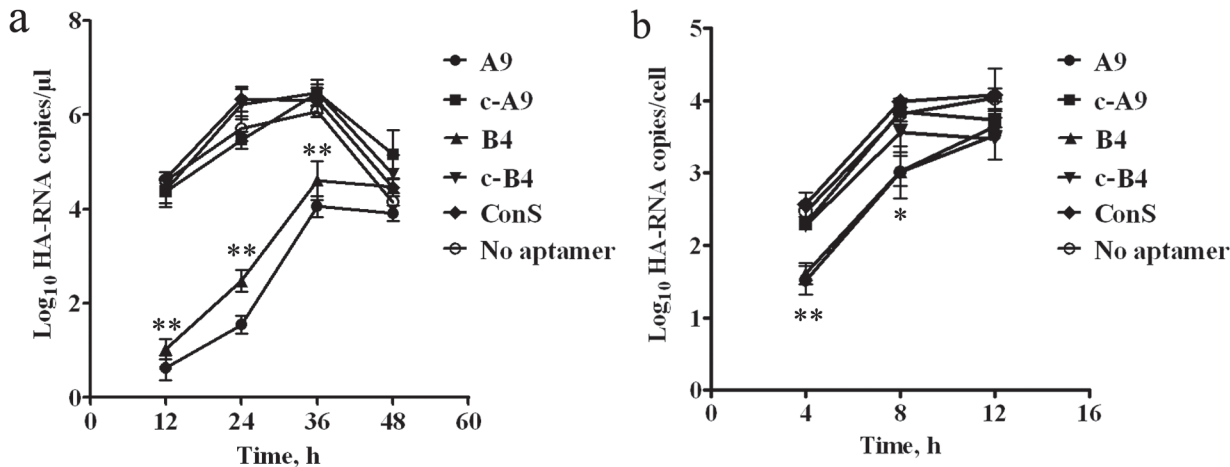 a
Log10 HA-RNA copies/µl
8
6
4
2
0
**
**
**
0 12 24 36 48 60
Time, h
A9
c-A9
B4
c-B4
ConS
No aptamer
b
Log10 HA-RNA copies/cell
5
4
3
2
1
0
**
*
0 4 8 12 16
Time, h
A9
c-A9
B4
c-B4
ConS
No aptamer